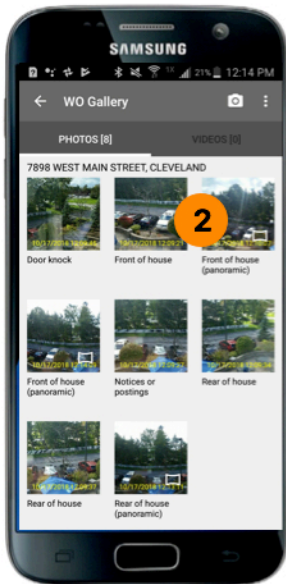 SAMSUNG
21% 12:14 PM
WO Gallery
PHOTOS [8]
VIDEOS [0]
7898 WEST MAIN STREET, CLEVELAND
2
Door knock
Front of house
Front of house
(panoramic)
Front of house
(panoramic)
Notices or
postings
Rear of house
Rear of house
Rear of house
(panoramic)